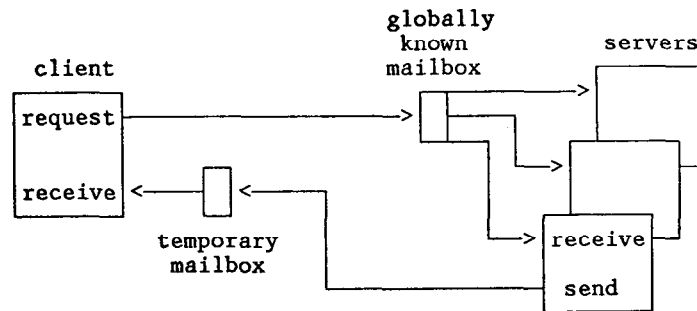 globally
known
mailbox
servers
client
request
receive
temporary
mailbox
receive
send